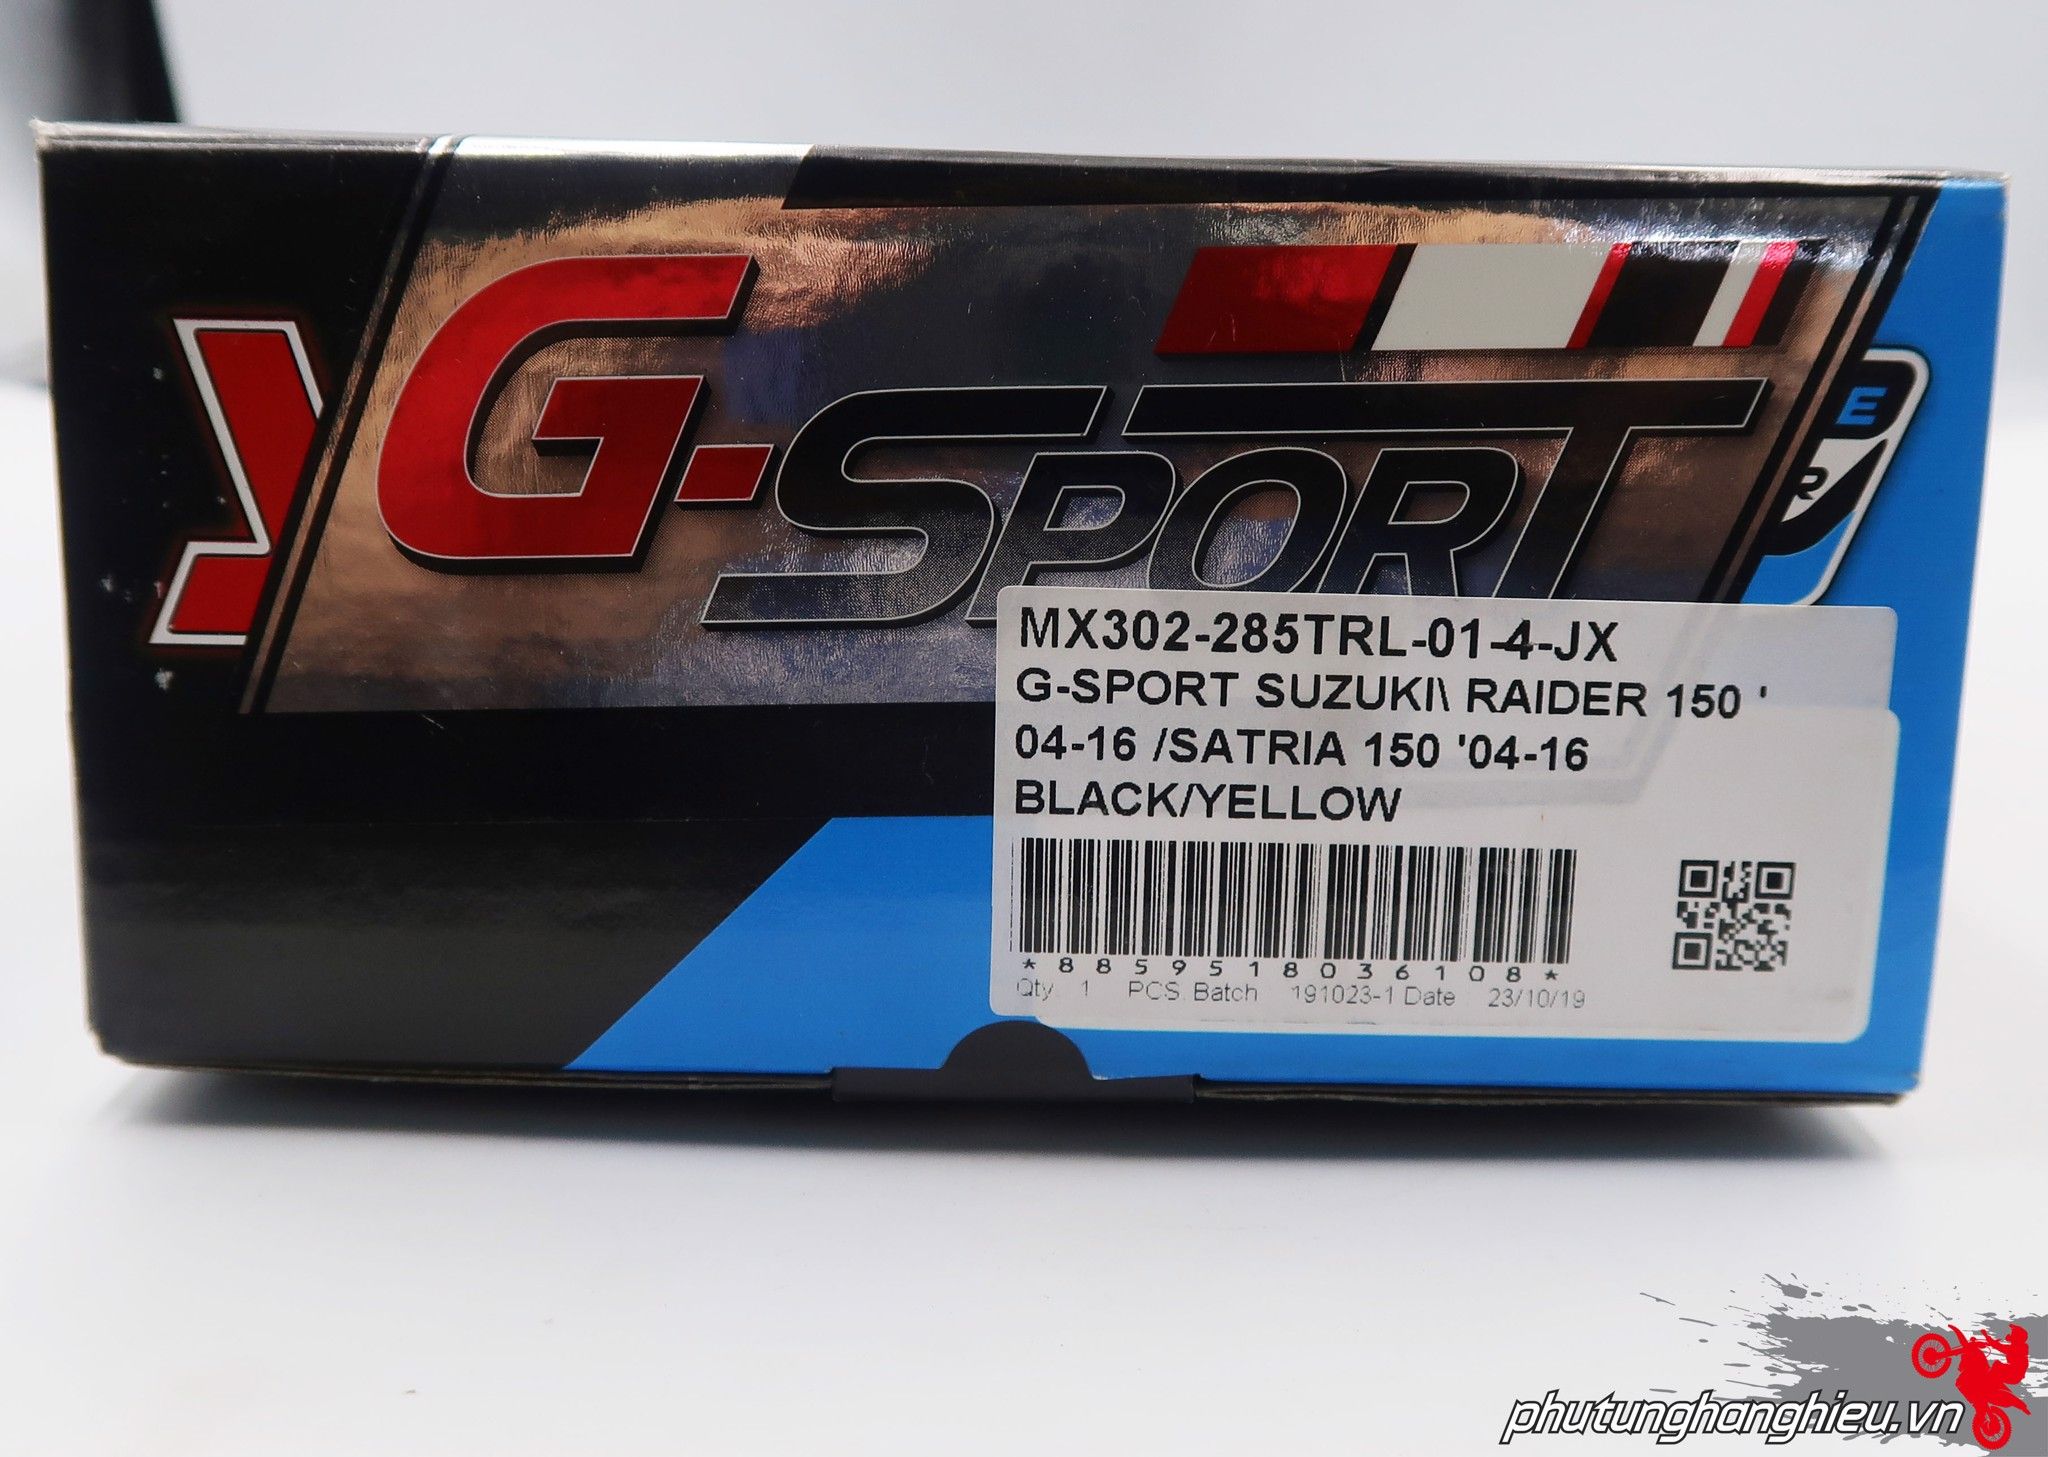 G-SPORT
E
R
MX302-285TRL-01-4-JX
G-SPORT SUZUKI\ RAIDER 150 '
04-16 /SATRIA 150 '04-16
BLACK/YELLOW
*8859518036108*
Qty 1 PCS. Batch 191023-1 Date : 23/10/19
phutunghanghieu.vn